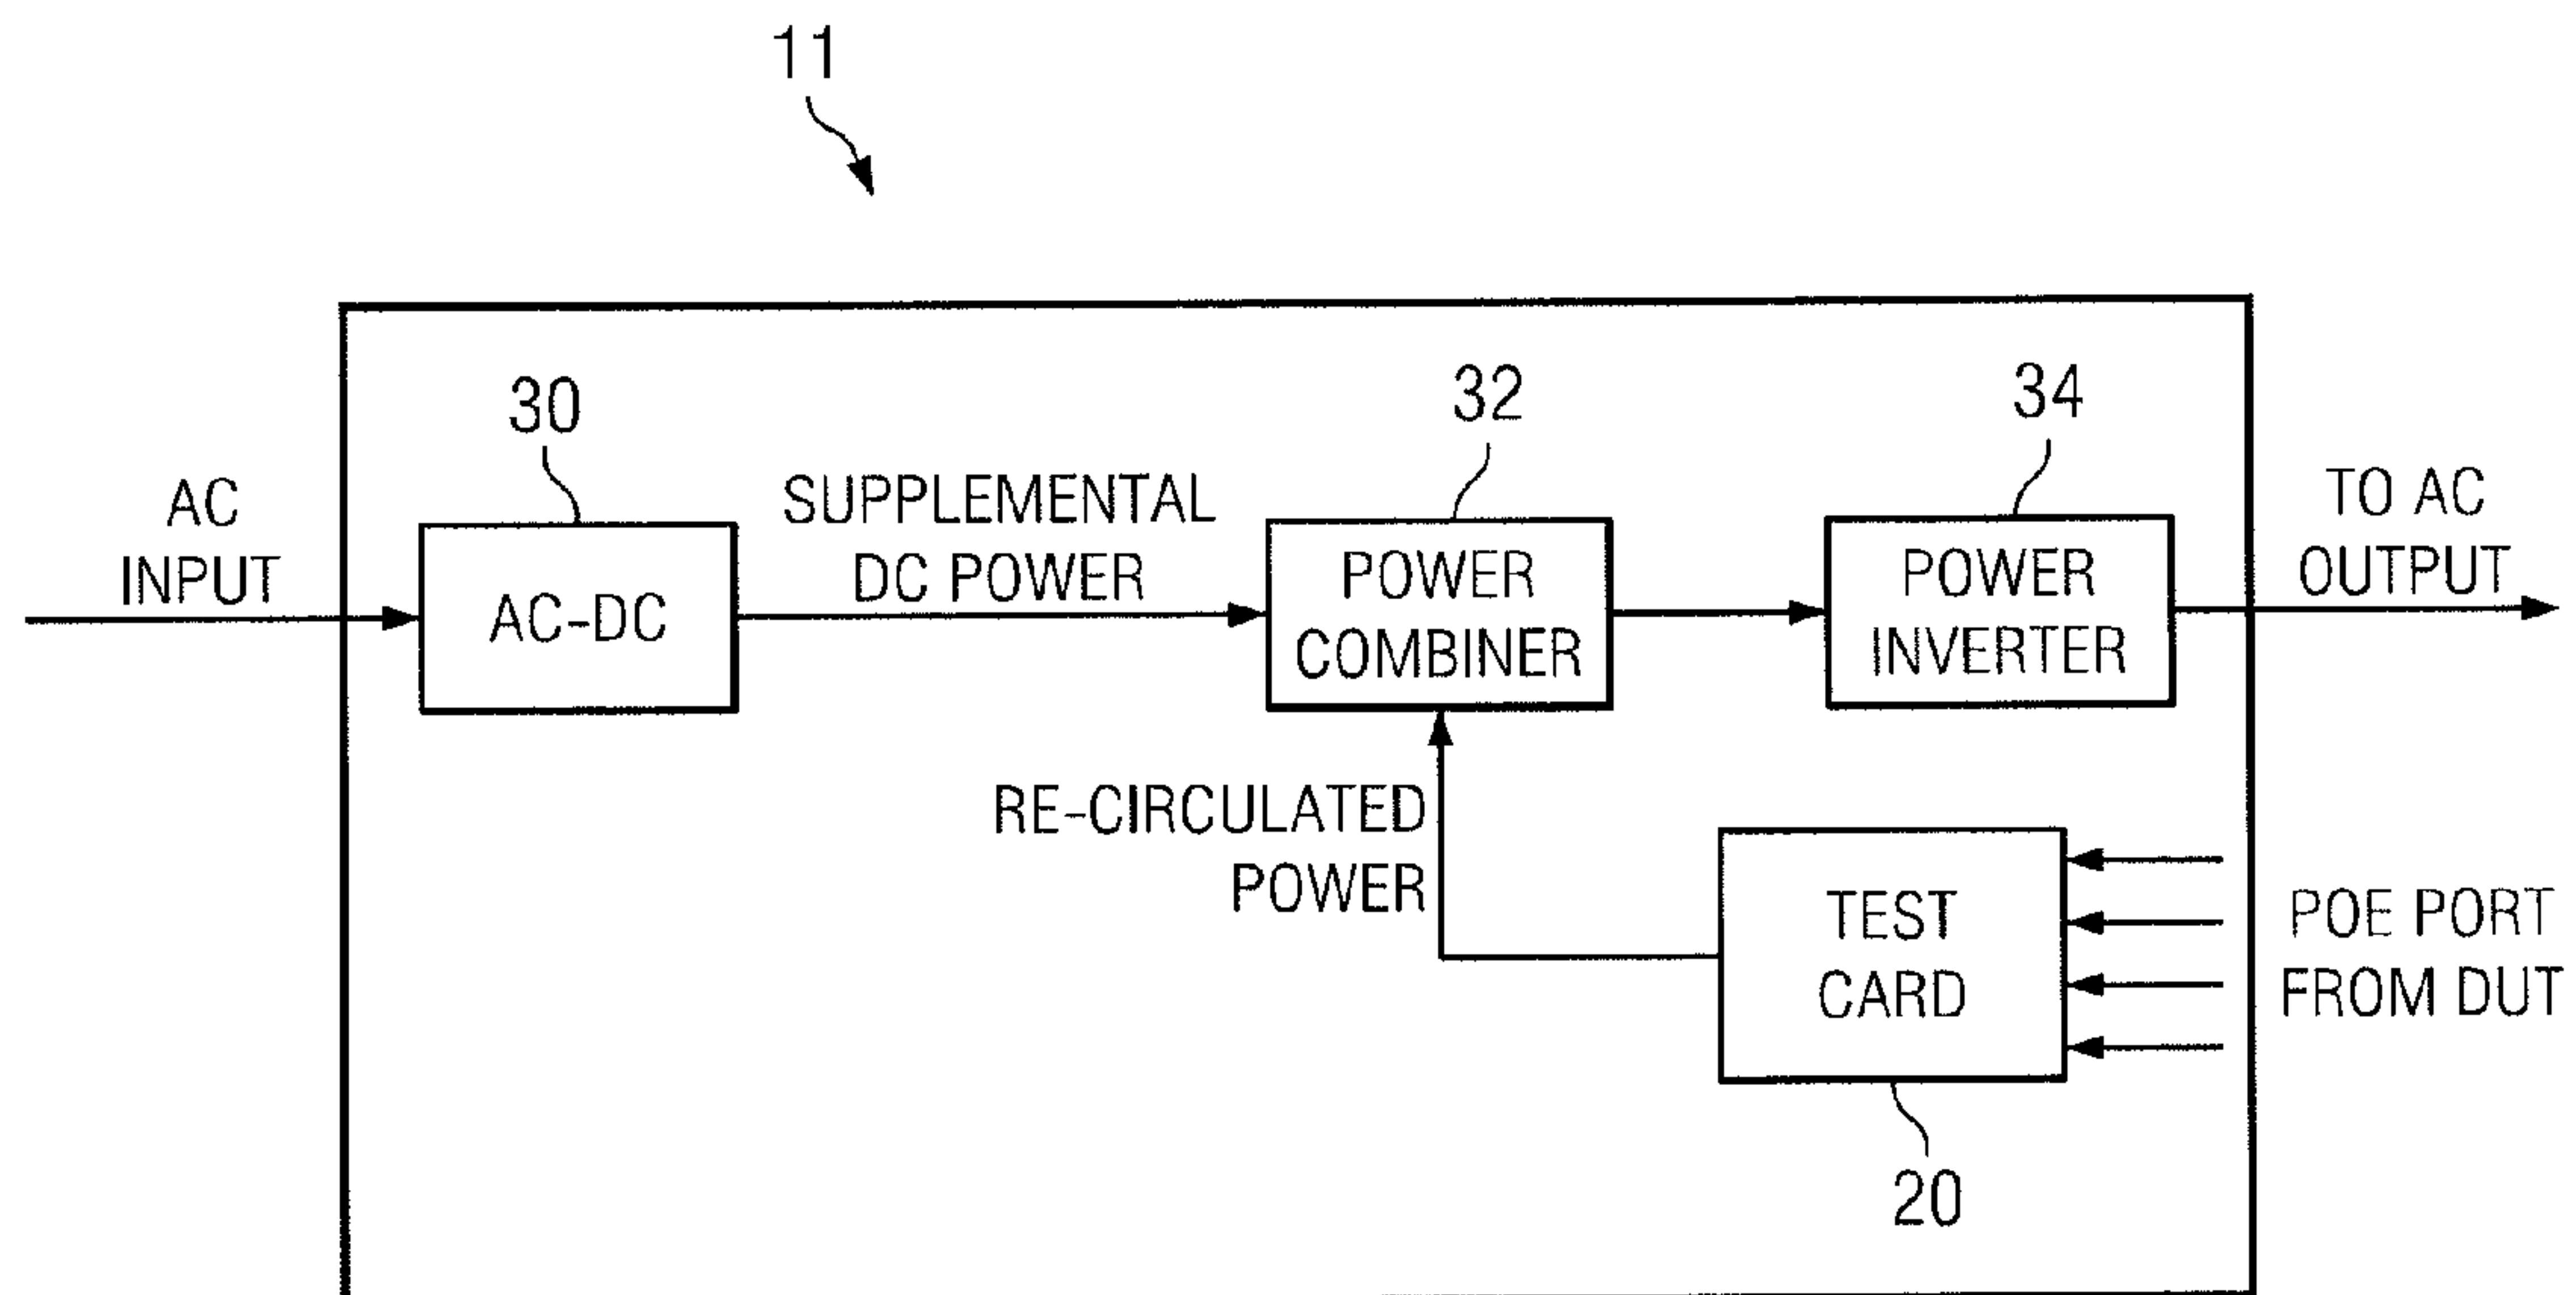 11
30
32
34
AC
INPUT
AC-DC
SUPPLEMENTAL
DC POWER
POWER
COMBINER
POWER
INVERTER
TO AC
OUTPUT
RE-CIRCULATED
POWER
TEST
CARD
POE PORT
FROM DUT
20